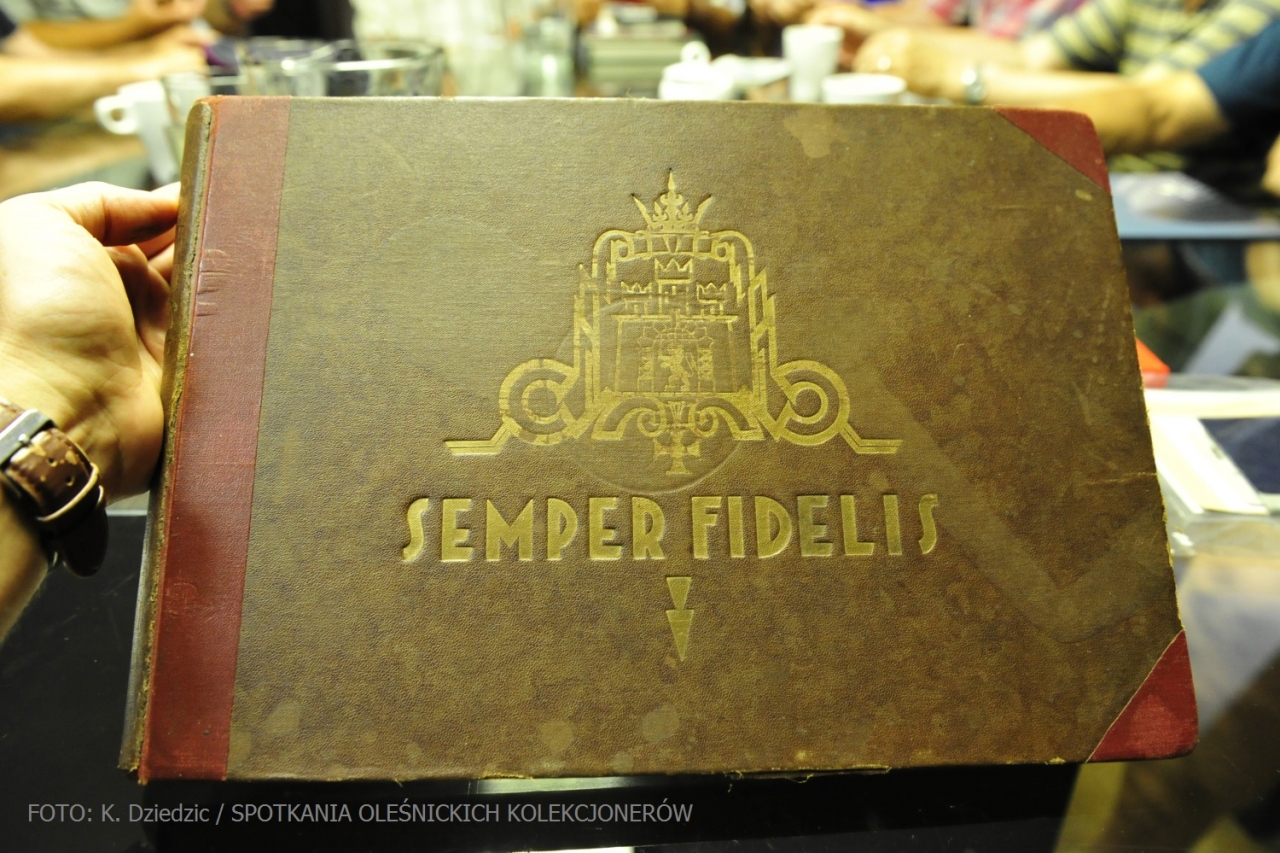 SEMPER FIDELIS
FOTO: K. Dziedzic / SPOTKANIA OLEŚNICKICH KOLEKCJONERÓW